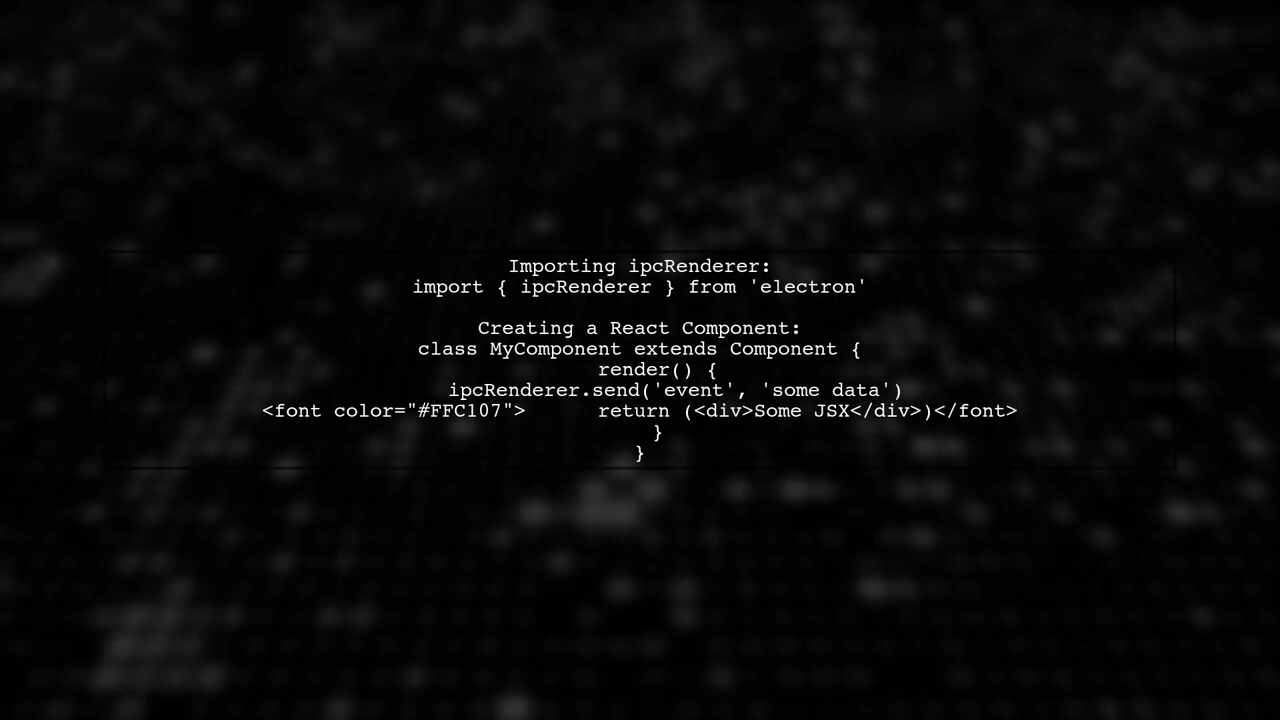 Importing ipcRenderer:
import { ipcRenderer } from 'electron'
Creating a React Component:
class MyComponent extends Component {
render() {
ipcRenderer.send('event', 'some data')
<font color="#FFC107">      return (<div>Some JSX</div>)</font>
}
}